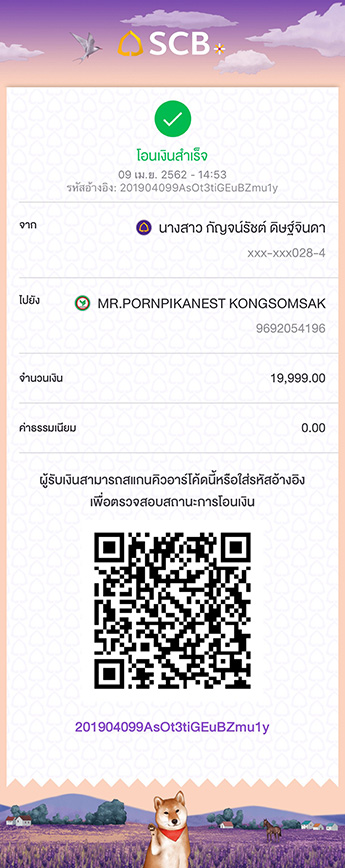 SCB
โอนเงินสำเร็จ
09 เม.ย. 2562 - 14:53
รหัสอ้างอิง: 201904099AsOt3tiGEuBZmu1y
จาก
นางสาว กัญจน์รัชต์ ดิษฐ์จินดา
xxx-xxx028-4
ไปยัง
MR.PORNPIKANEST KONGSOMSAK
9692054196
จำนวนเงิน 19,999.00
ค่าธรรมเนียม 0.00
ผู้รับเงินสามารถสแกนคิวอาร์โค้ดนี้หรือใส่รหัสอ้างอิง
เพื่อตรวจสอบสถานะการโอนเงิน
201904099AsOt3tiGEuBZmu1y